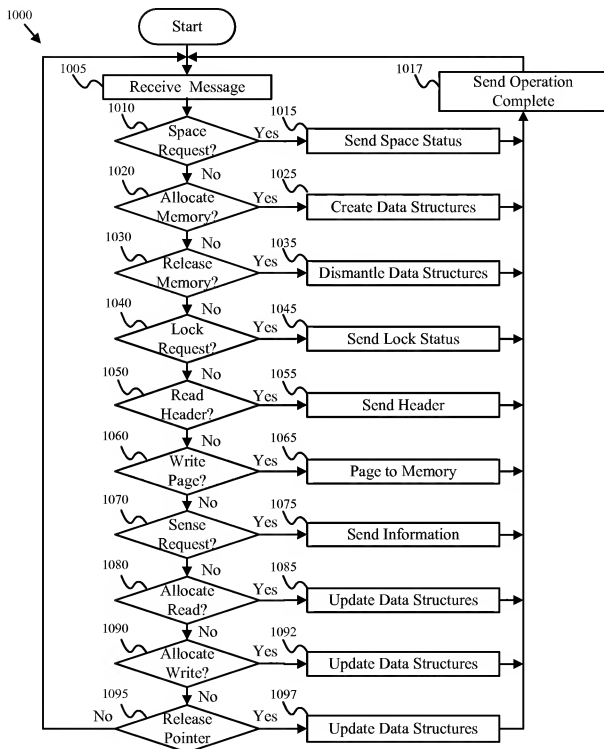 1000
Start
1005
Receive Message
1017
Send Operation
Complete
1010
Space
Request?
Yes
1015
Send Space Status
No
1020
Allocate
Memory?
Yes
1025
Create Data Structures
No
1030
Release
Memory?
Yes
1035
Dismantle Data Structures
No
1040
Lock
Request?
Yes
1045
Send Lock Status
No
1050
Read
Header?
Yes
1055
Send Header
No
1060
Write
Page?
Yes
1065
Page to Memory
No
1070
Sense
Request?
Yes
1075
Send Information
No
1080
Allocate
Read?
Yes
1085
Update Data Structures
No
1090
Allocate
Write?
Yes
1092
Update Data Structures
No
1095
No
Release
Pointer
Yes
1097
Update Data Structures